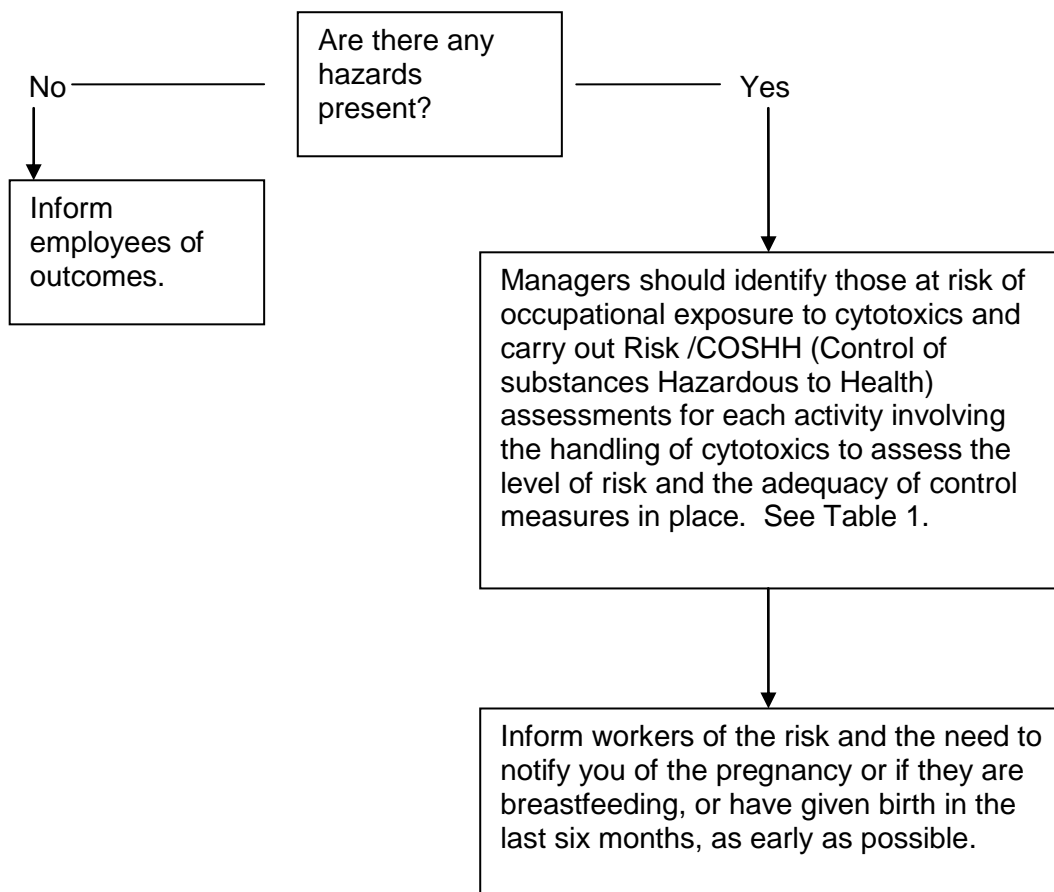 Are there any
hazards
present?
No
Yes
Inform
employees of
outcomes.
Managers should identify those at risk of
occupational exposure to cytotoxics and
carry out Risk /COSHH (Control of
substances Hazardous to Health)
assessments for each activity involving
the handling of cytotoxics to assess the
level of risk and the adequacy of control
measures in place.  See Table 1.
Inform workers of the risk and the need to
notify you of the pregnancy or if they are
breastfeeding, or have given birth in the
last six months, as early as possible.